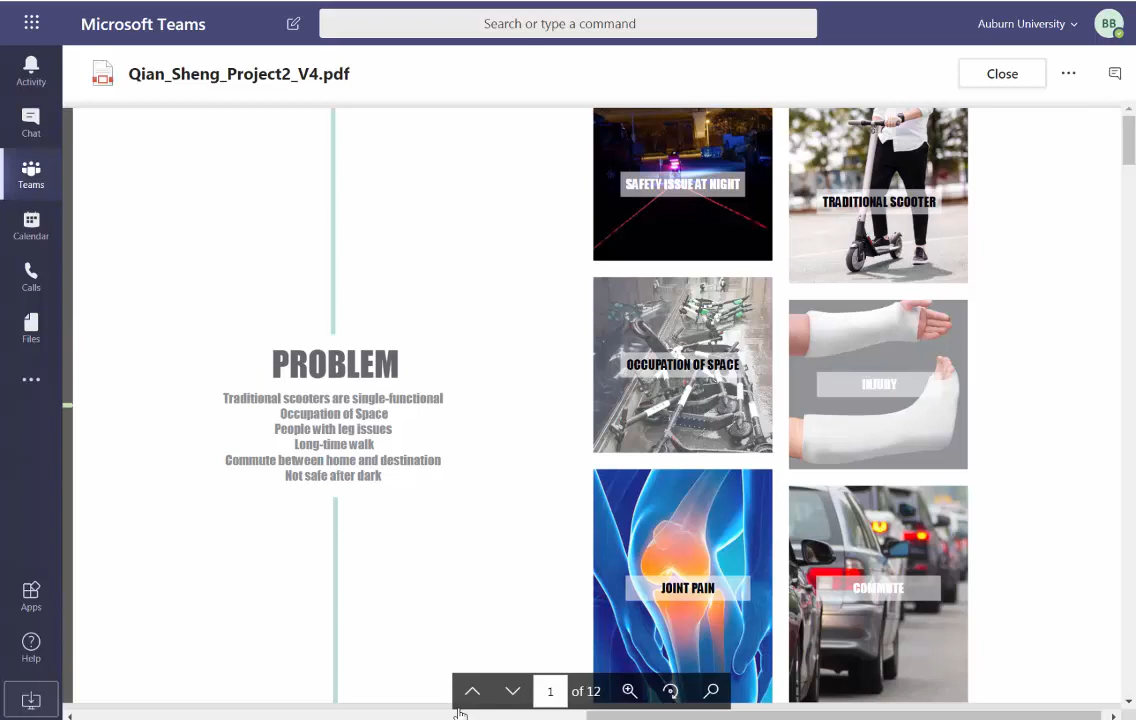 Microsoft Teams
Search or type a command
Auburn University
BB
Activity
Chat
Teams
Calendar
Calls
Files
Apps
Help
Qian_Sheng_Project2_V4.pdf
Close
PROBLEM
Traditional scooters are single-functional
Occupation of Space
People with leg issues
Long-time walk
Commute between home and destination
Not safe after dark
SAFETY ISSUE AT NIGHT
TRADITIONAL SCOOTER
OCCUPATION OF SPACE
INJURY
JOINT PAIN
COMMUTE
1 of 12